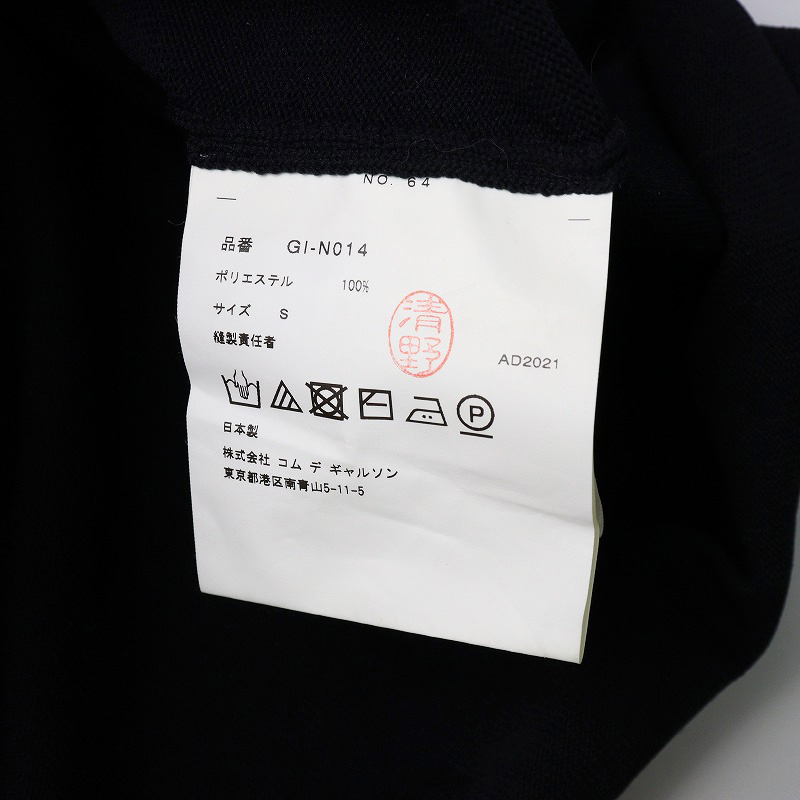 NO. 64
品番 GI-N014
ポリエステル 100%
サイズ S
縫製責任者
清野
AD2021
P
日本製
株式会社 コム デ ギャルソン
東京都港区南青山5-11-5